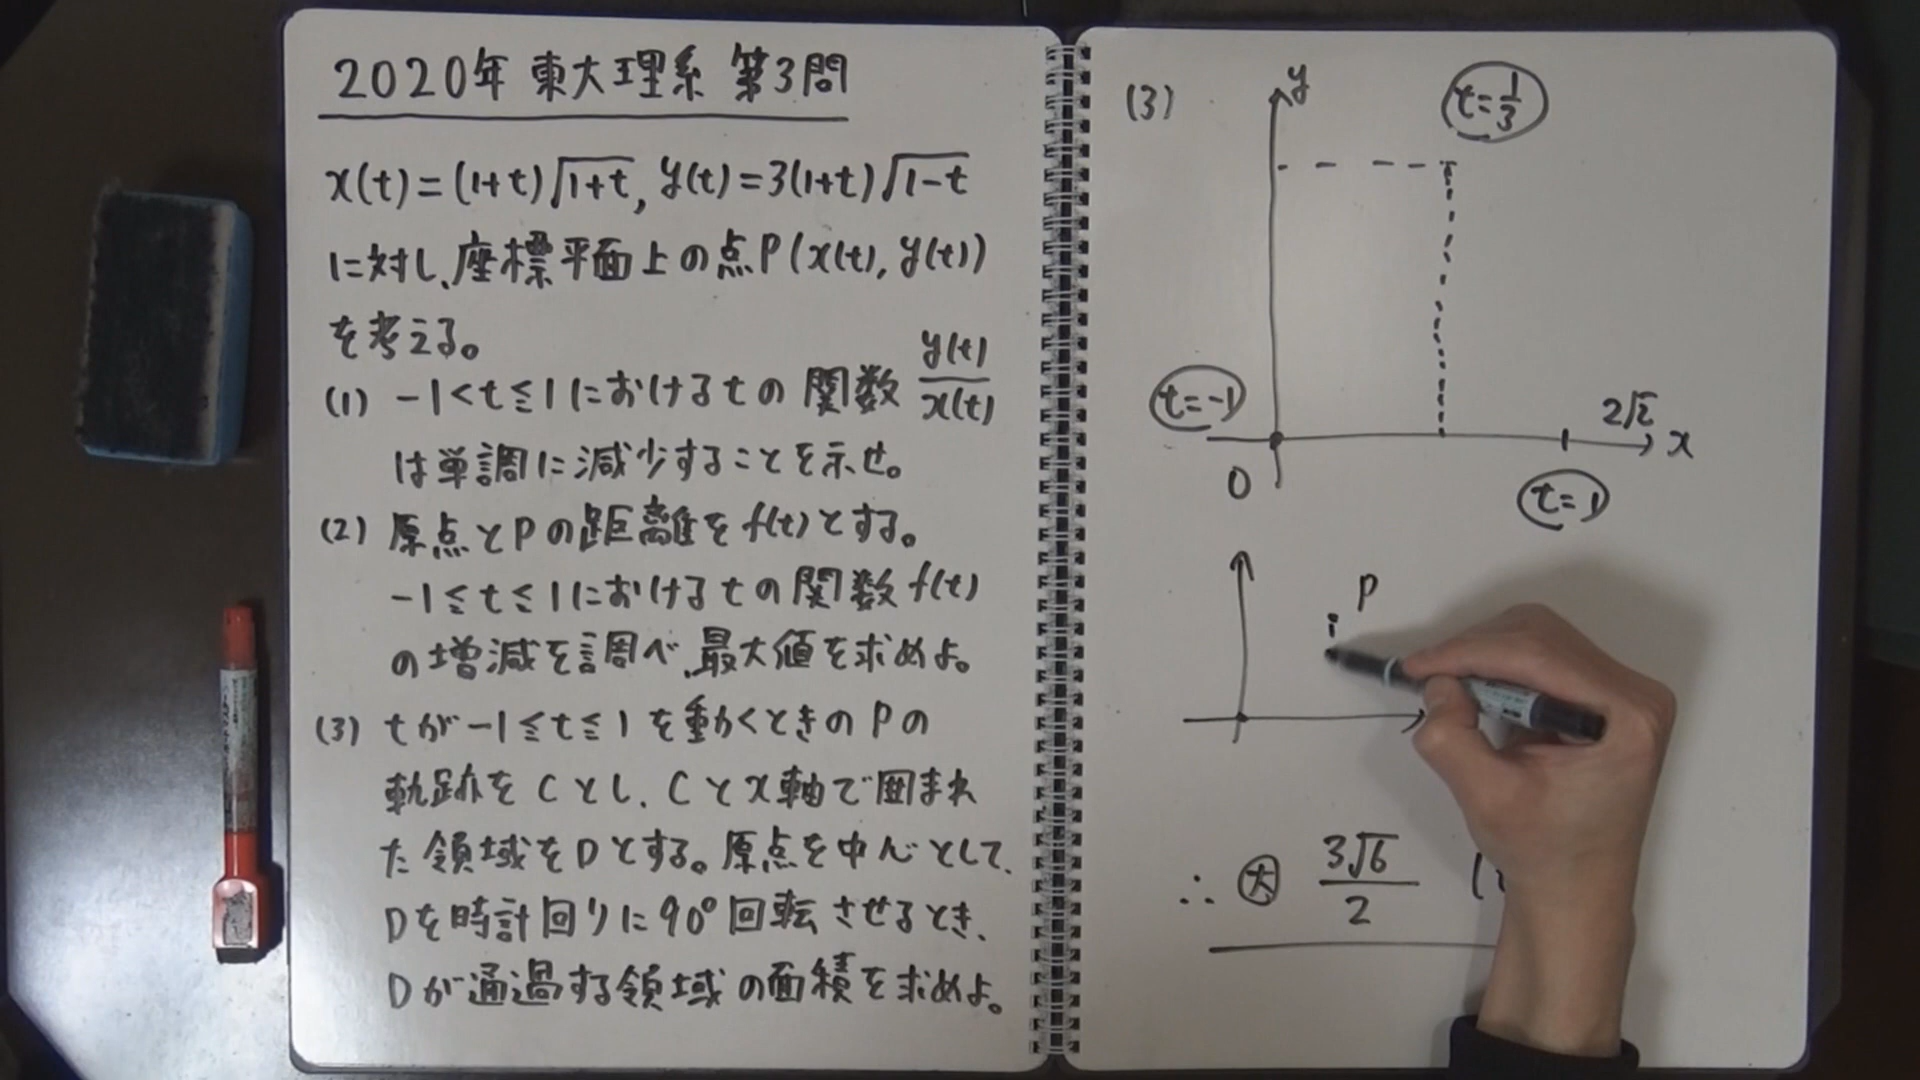 2020年 東大理系 第3問
x(t)=(1+t)√1+t, y(t)=3(1+t)√1-t
に対し、座標平面上の点P(x(t), y(t))
を考える。
(1) -1<t≦1におけるtの関数 y(t)/x(t)
は単調に減少することを示せ。
(2) 原点とPの距離をf(t)とする。
-1≦t≦1におけるtの関数f(t)
の増減を調べ、最大値を求めよ。
(3) tが-1≦t≦1を動くときのPの
軌跡をCとし、Cとx軸で囲まれ
た領域をDとする。原点を中心として、
Dを時計回りに90°回転させるとき、
Dが通過する領域の面積を求めよ。
(3)
y
t=1/3
t=-1
2√2
x
0
t=1
P
∴ 大 3√6/2 (